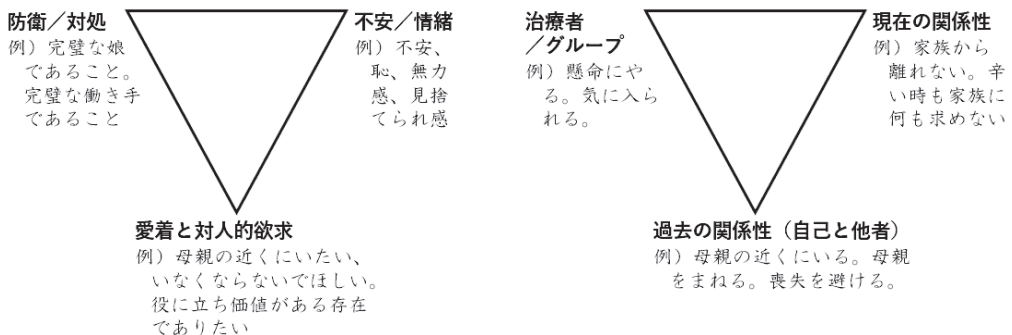 防衛／対処
例）完璧な娘
であること。
完璧な働き手
であること
不安／情緒
例）不安、
恥、無力
感、見捨
てられ感
愛着と対人的欲求
例）母親の近くにいたい、
いなくならないでほしい。
役に立ち価値がある存在
でありたい
治療者
／グループ
例）懸命にや
る。気に入ら
れる。
現在の関係性
例）家族から
離れない。辛
い時も家族に
何も求めない
過去の関係性（自己と他者）
例）母親の近くにいる。母親
をまねる。喪失を避ける。